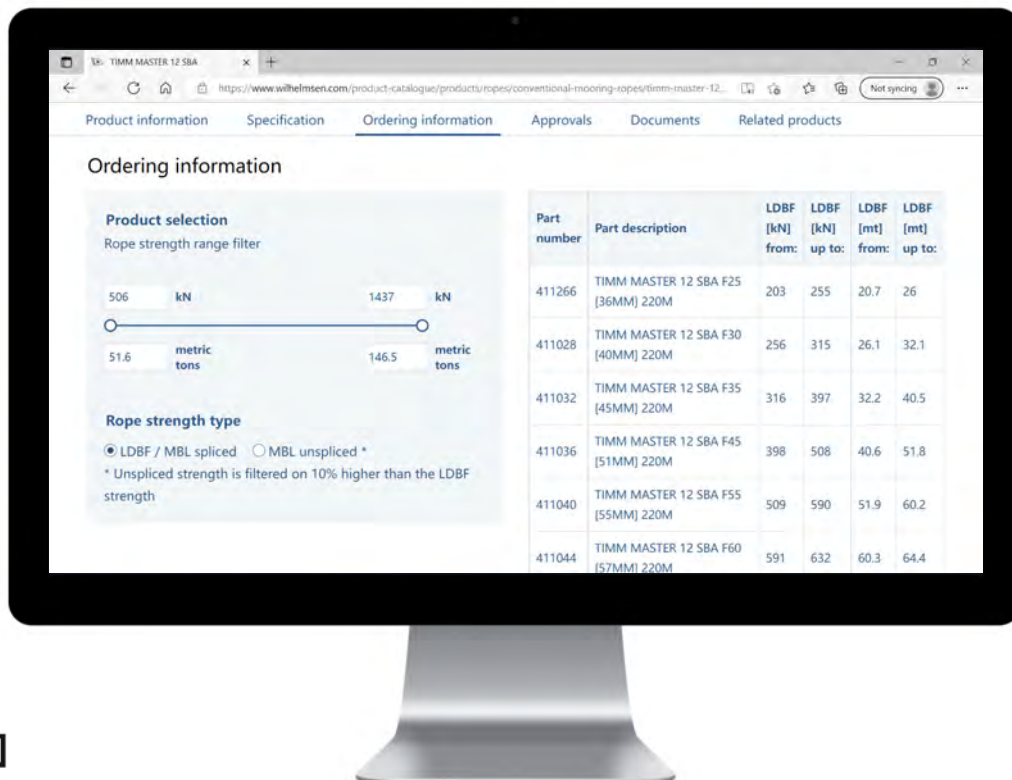 TIMM MASTER 12 SBA
https://www.wilhelmsen.com/product-catalogue/products/ropes/conventional-mooring-ropes/timm-master-12...
Not syncing
Product information
Specification
Ordering information
Approvals
Documents
Related products
Ordering information
Product selection
Rope strength range filter
506 kN 1437 kN
51.6 metric tons 146.5 metric tons
Rope strength type
LDBF / MBL spliced MBL unspliced *
* Unspliced strength is filtered on 10% higher than the LDBF
strength
Part number Part description LDBF [kN] from: LDBF [kN] up to: LDBF [mt] from: LDBF [mt] up to:
411266 TIMM MASTER 12 SBA F25 [36MM] 220M 203 255 20.7 26
411028 TIMM MASTER 12 SBA F30 [40MM] 220M 256 315 26.1 32.1
411032 TIMM MASTER 12 SBA F35 [45MM] 220M 316 397 32.2 40.5
411036 TIMM MASTER 12 SBA F45 [51MM] 220M 398 508 40.6 51.8
411040 TIMM MASTER 12 SBA F55 [55MM] 220M 509 590 51.9 60.2
411044 TIMM MASTER 12 SBA F60 [57MM] 220M 591 632 60.3 64.4